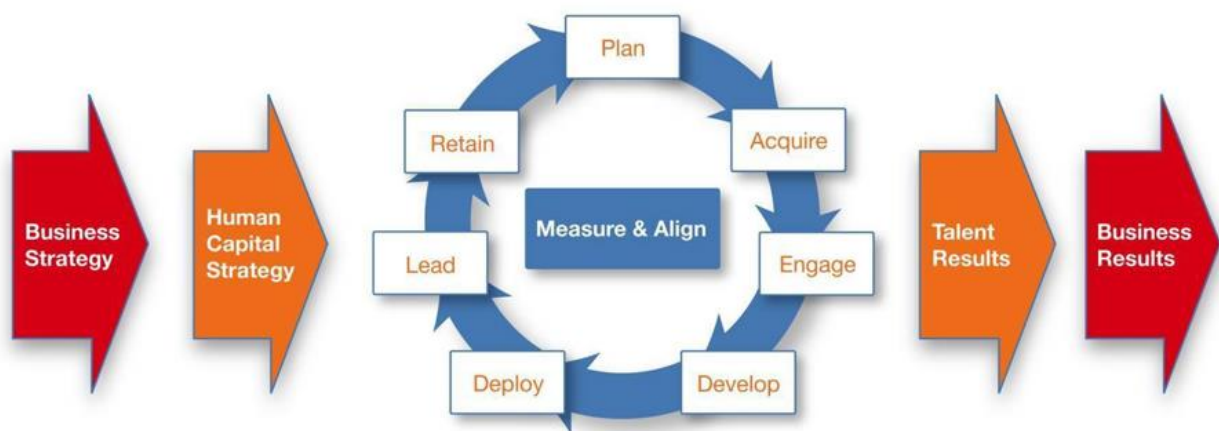 Business
Strategy
Human
Capital
Strategy
Plan
Acquire
Engage
Develop
Deploy
Lead
Retain
Measure & Align
Talent
Results
Business
Results